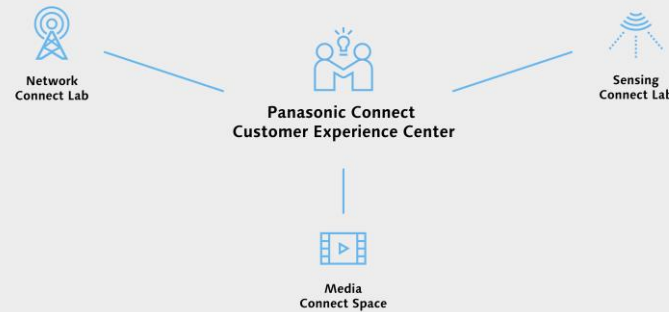 Network
Connect Lab
Panasonic Connect
Customer Experience Center
Sensing
Connect Lab
Media
Connect Space